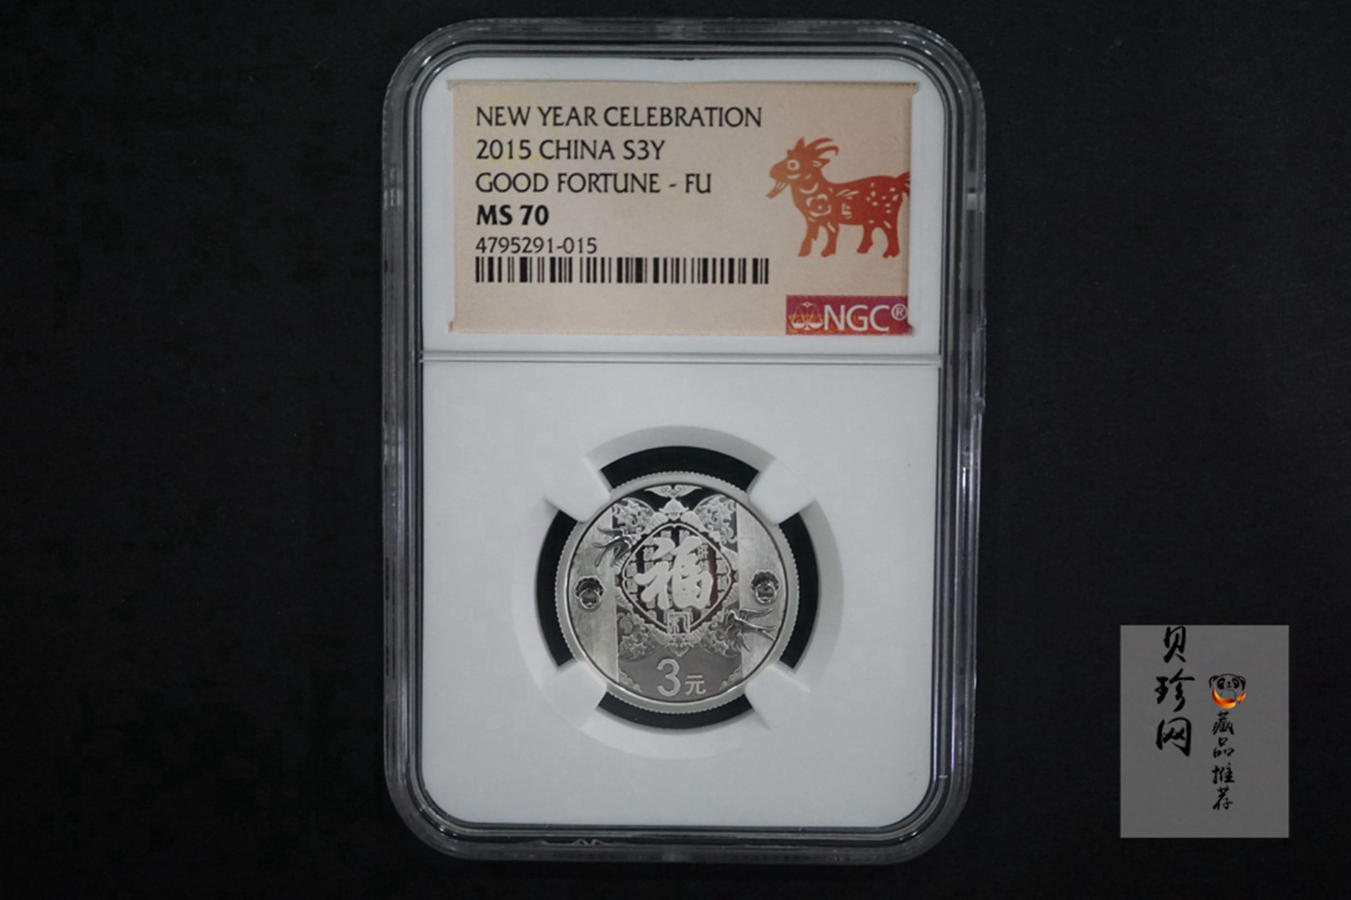 NEW YEAR CELEBRATION
2015 CHINA S3Y
GOOD FORTUNE - FU
MS 70
4795291-015
NGC®
福
3元
贝珍网
藏品推荐